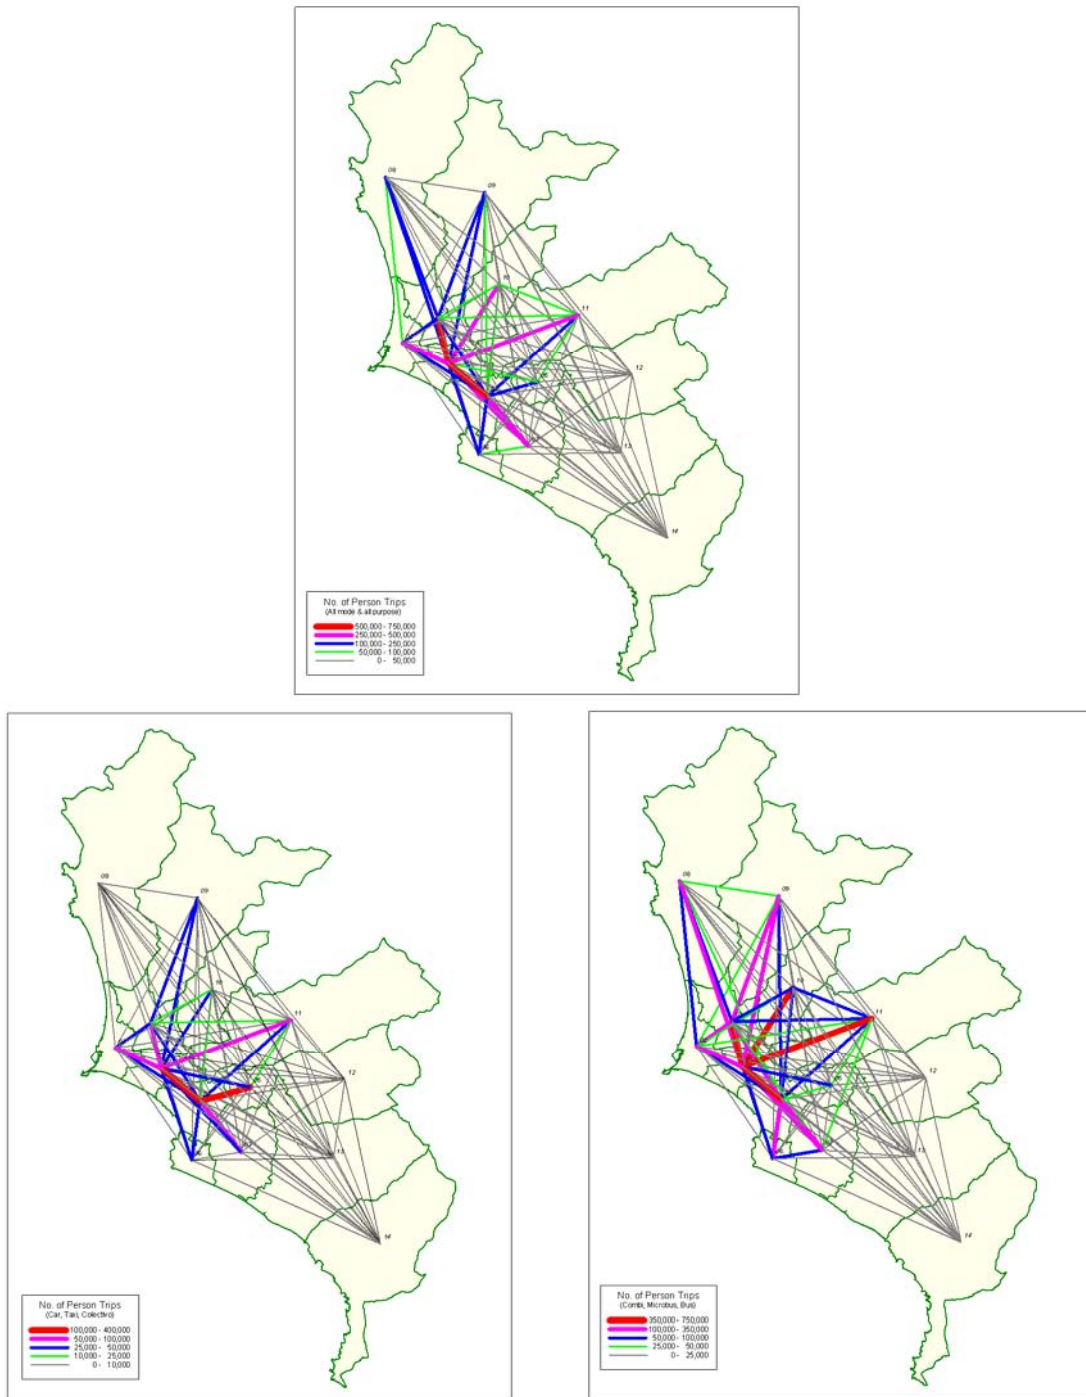 08
09
10
11
12
13
14
No. of Person Trips
(All mode & all purpose)
500,000 - 750,000
250,000 - 500,000
100,000 - 250,000
50,000 - 100,000
0 - 50,000
08
09
10
11
12
13
14
No. of Person Trips
(Car, Taxi, Colectivo)
100,000 - 400,000
50,000 - 100,000
25,000 - 50,000
10,000 - 25,000
0 - 10,000
08
09
11
12
13
14
No. of Person Trips
(Combi, Microbus, Bus)
350,000 - 750,000
100,000 - 350,000
50,000 - 100,000
25,000 - 50,000
0 - 25,000